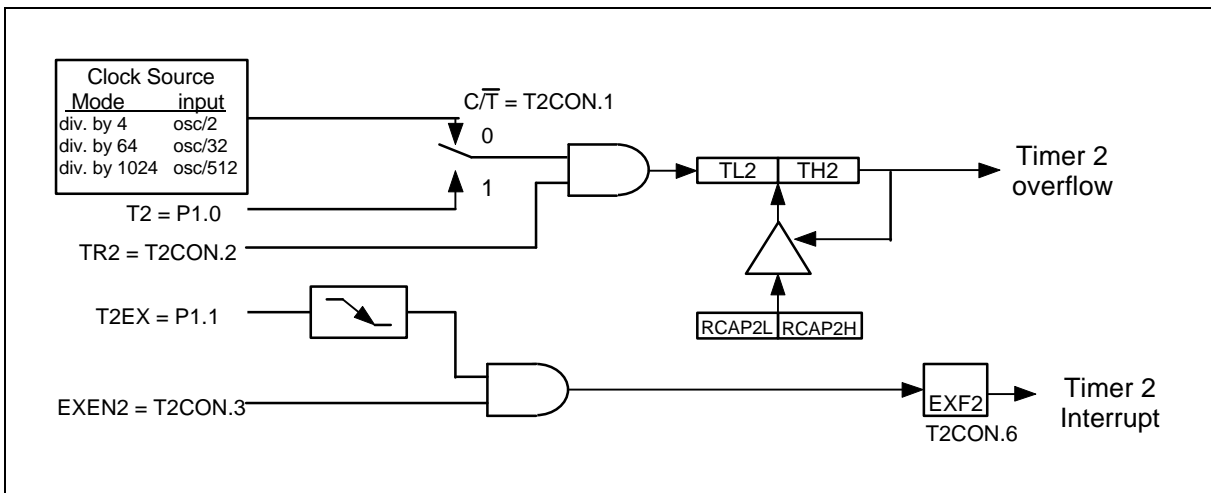 Clock Source
Mode input
div. by 4 osc/2
div. by 64 osc/32
div. by 1024 osc/512
C/T̅ = T2CON.1
0
1
T2 = P1.0
TR2 = T2CON.2
TL2 TH2
Timer 2
overflow
T2EX = P1.1
RCAP2L RCAP2H
EXEN2 = T2CON.3
EXF2
T2CON.6
Timer 2
Interrupt